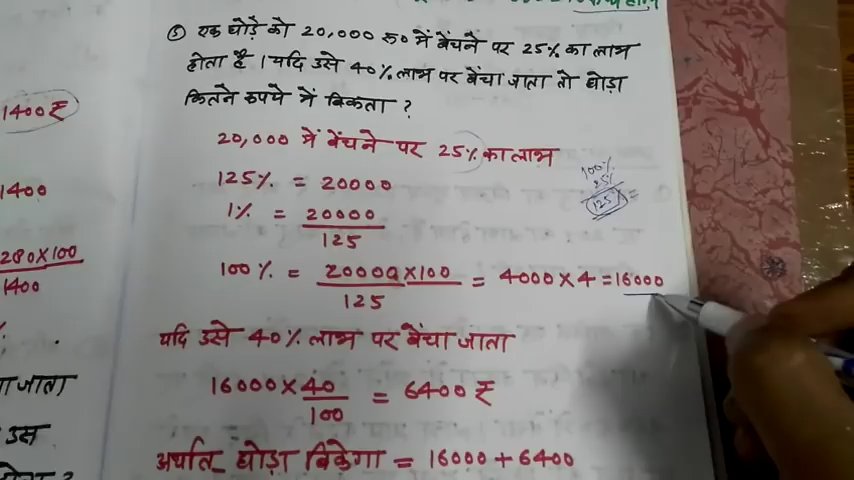 1400₹
1400
280×100
1400
जाता
उस
⑤ एक घोड़े को 20,000 रु० में बेंचने पर 25% का लाभ
होता है। यदि उसे 40% लाभ पर बेंचा जाता तो घोड़ा
कितने रुपये में बिकता ?
20,000 में बेंचने पर 25% का लाभ
100%
25%
125% =
125% = 20000
1% = 20000
125
100% = 20000×100 = 4000×4 = 16000
125
यदि उसे 40% लाभ पर बेंचा जाता
16000×40 = 6400 ₹
100
अर्थात घोड़ा बिकेगा = 16000+6400